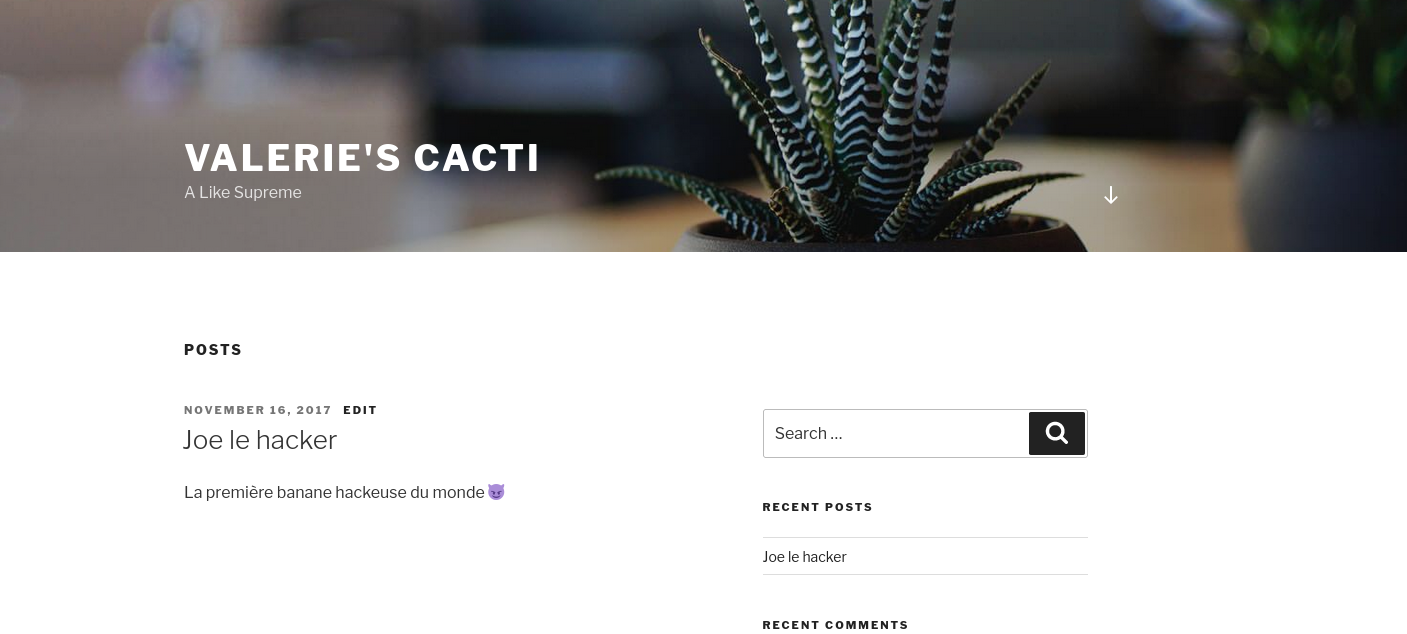 VALERIE'S CACTI
A Like Supreme
POSTS
NOVEMBER 16, 2017 EDIT
Joe le hacker
La première banane hackeuse du monde 😈
Search …
RECENT POSTS
Joe le hacker
RECENT COMMENTS